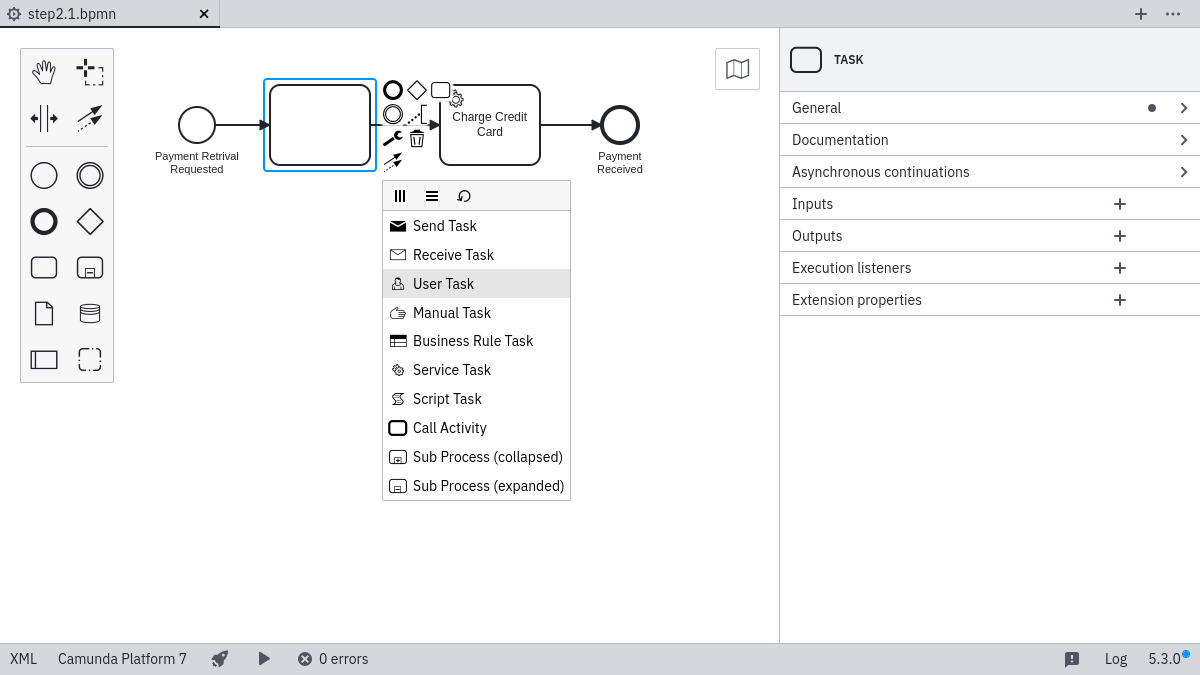 step2.1.bpmn
Payment Retrival
Requested
Charge Credit
Card
Payment
Received
Send Task
Receive Task
User Task
Manual Task
Business Rule Task
Service Task
Script Task
Call Activity
Sub Process (collapsed)
Sub Process (expanded)
TASK
General
Documentation
Asynchronous continuations
Inputs
Outputs
Execution listeners
Extension properties
XML Camunda Platform 7 0 errors Log 5.3.0